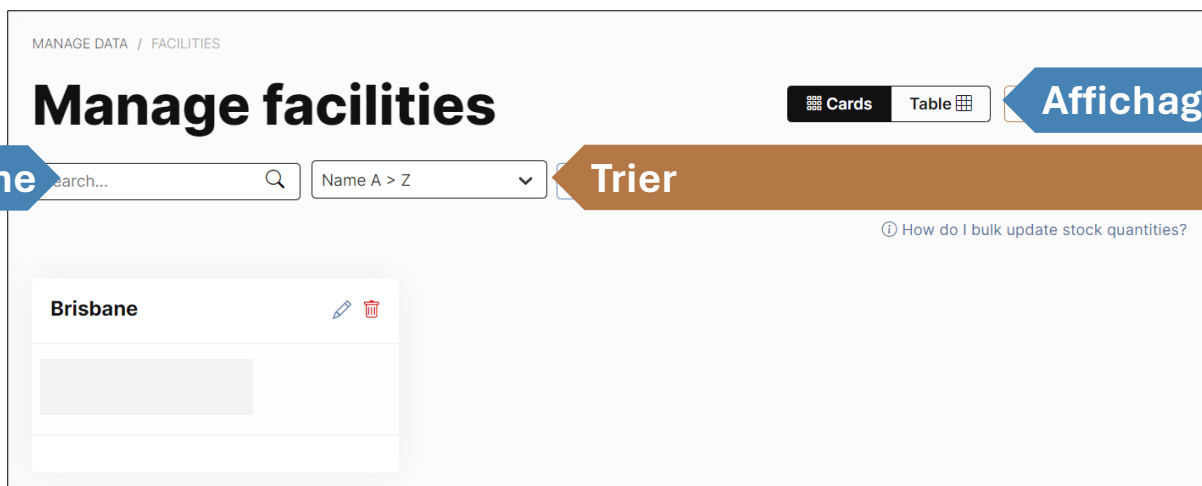 MANAGE DATA / FACILITIES
Manage facilities
Cards
Table
Affichag
ne
earch...
Name A > Z
Trier
How do I bulk update stock quantities?
Brisbane